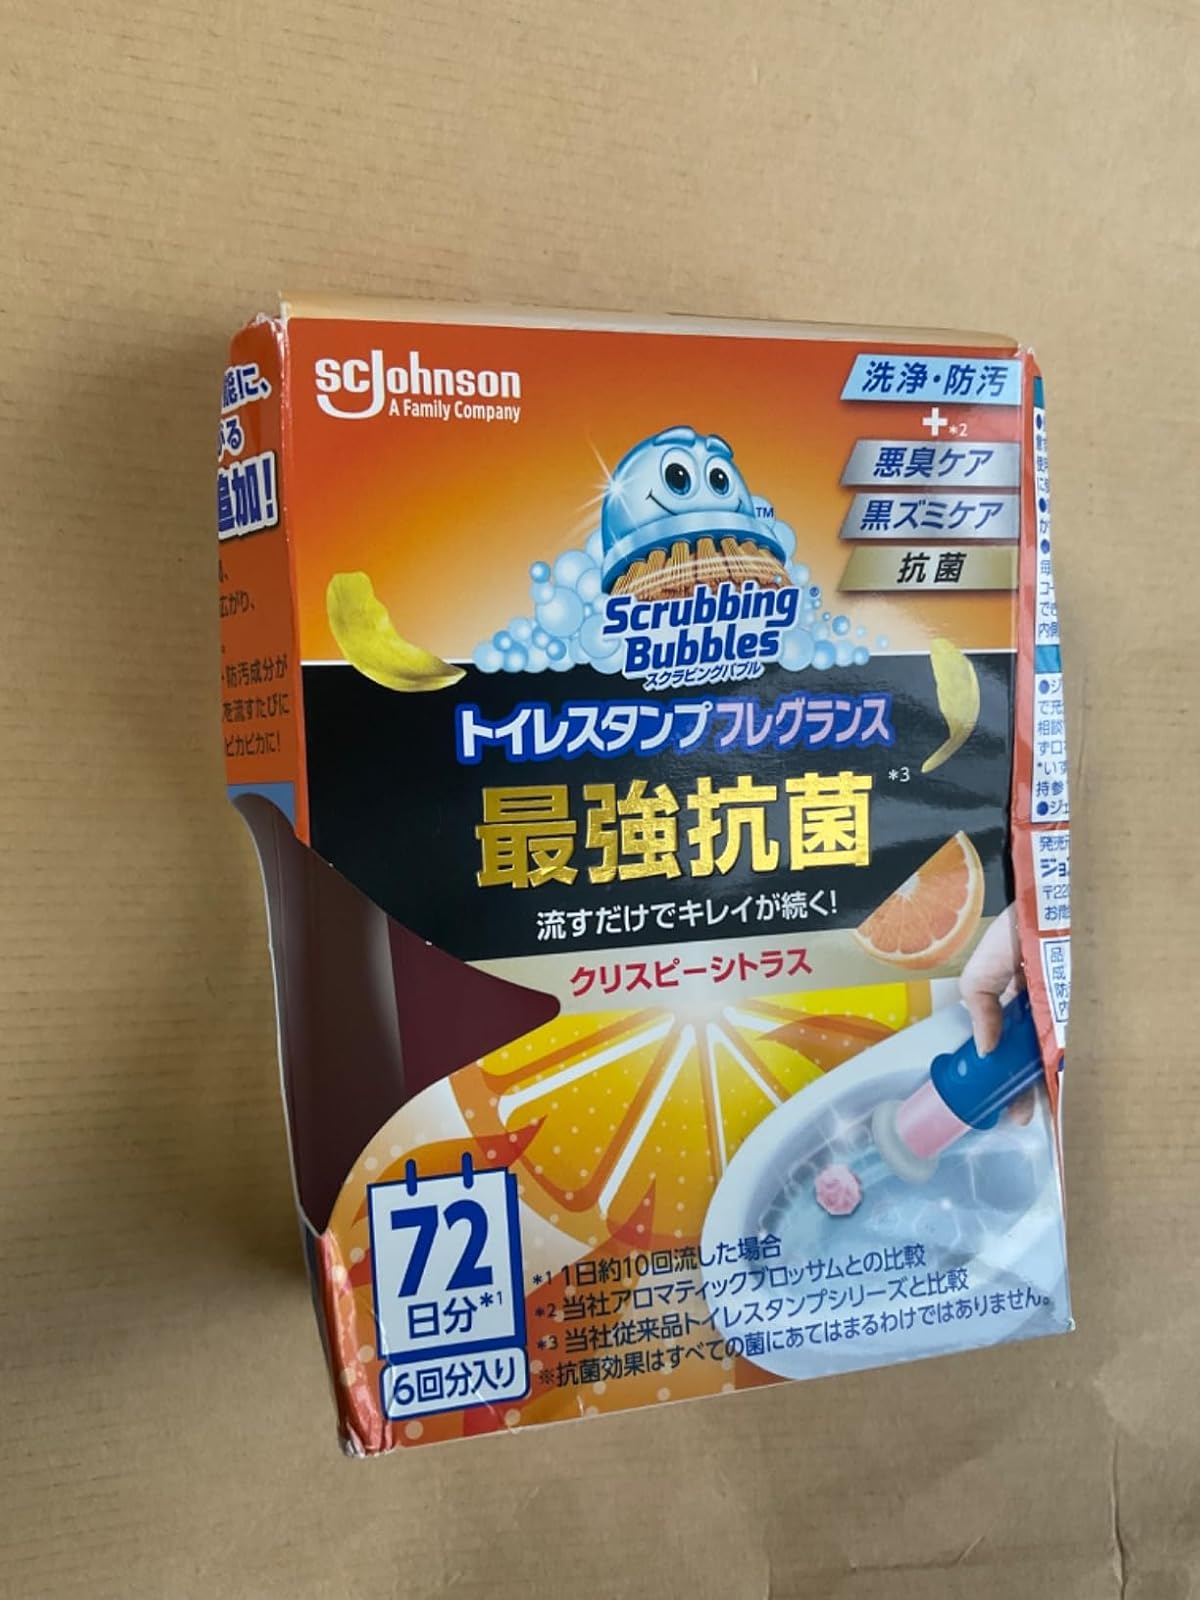 scJohnson
A Family Company
洗浄・防汚
+*2
悪臭ケア
黒ズミケア
抗菌
TM
Scrubbing®
Bubbles
スクラビングバブル
トイレスタンプフレグランス
最強抗菌*3
流すだけでキレイが続く!
クリスピーシトラス
72
日分*1
6回分入り
*1 1日約10回流した場合
*2 当社アロマティックブロッサムとの比較
*3 当社従来品トイレスタンプシリーズと比較
※抗菌効果はすべての菌にあてはまるわけではありません。
に、
る
追加!
広がり、
防汚成分が
を流すたびに
ピカピカに!